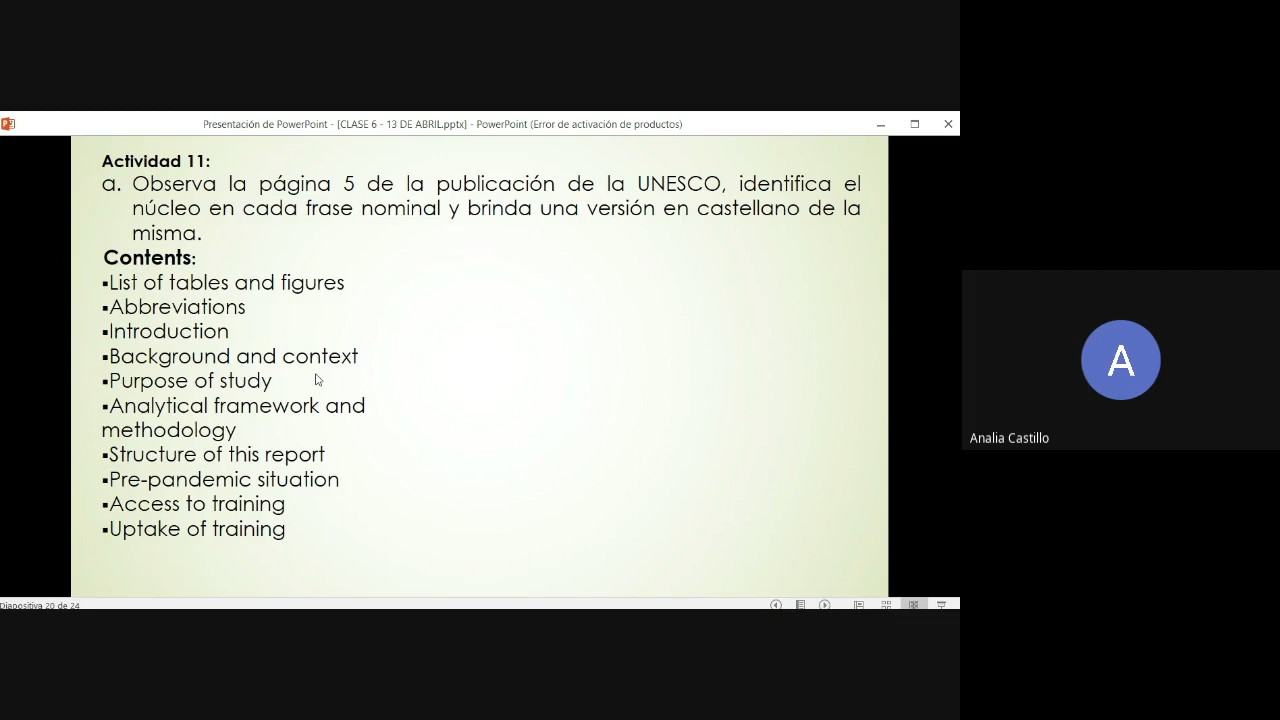 Presentación de PowerPoint - [CLASE 6 - 13 DE ABRIL.pptx] - PowerPoint (Error de activación de productos)
Actividad 11:
a. Observa la página 5 de la publicación de la UNESCO, identifica el
núcleo en cada frase nominal y brinda una versión en castellano de la
misma.
Contents:
▪List of tables and figures
▪Abbreviations
▪Introduction
▪Background and context
▪Purpose of study
▪Analytical framework and
methodology
▪Structure of this report
▪Pre-pandemic situation
▪Access to training
▪Uptake of training
Diapositiva 20 de 24
A
Analia Castillo